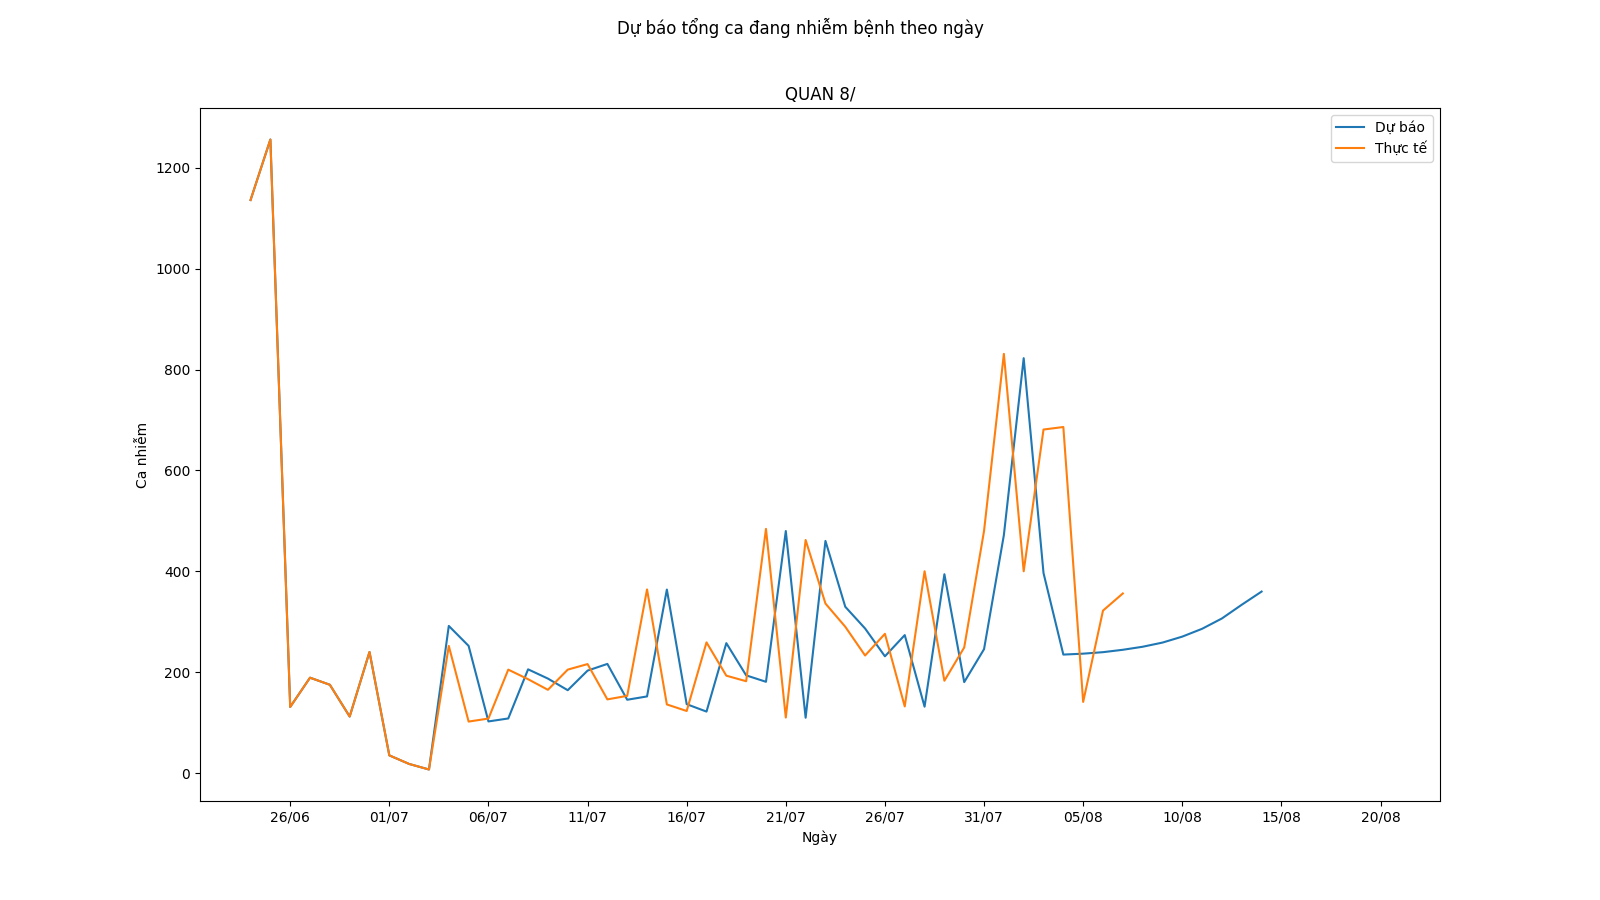 Dự báo tổng ca đang nhiễm bệnh theo ngày
QUAN 8/
Dự báo
Thực tế
1200
1000
800
600
400
200
0
Ca nhiễm
26/06 01/07 06/07 11/07 16/07 21/07 26/07 31/07 05/08 10/08 15/08 20/08
Ngày